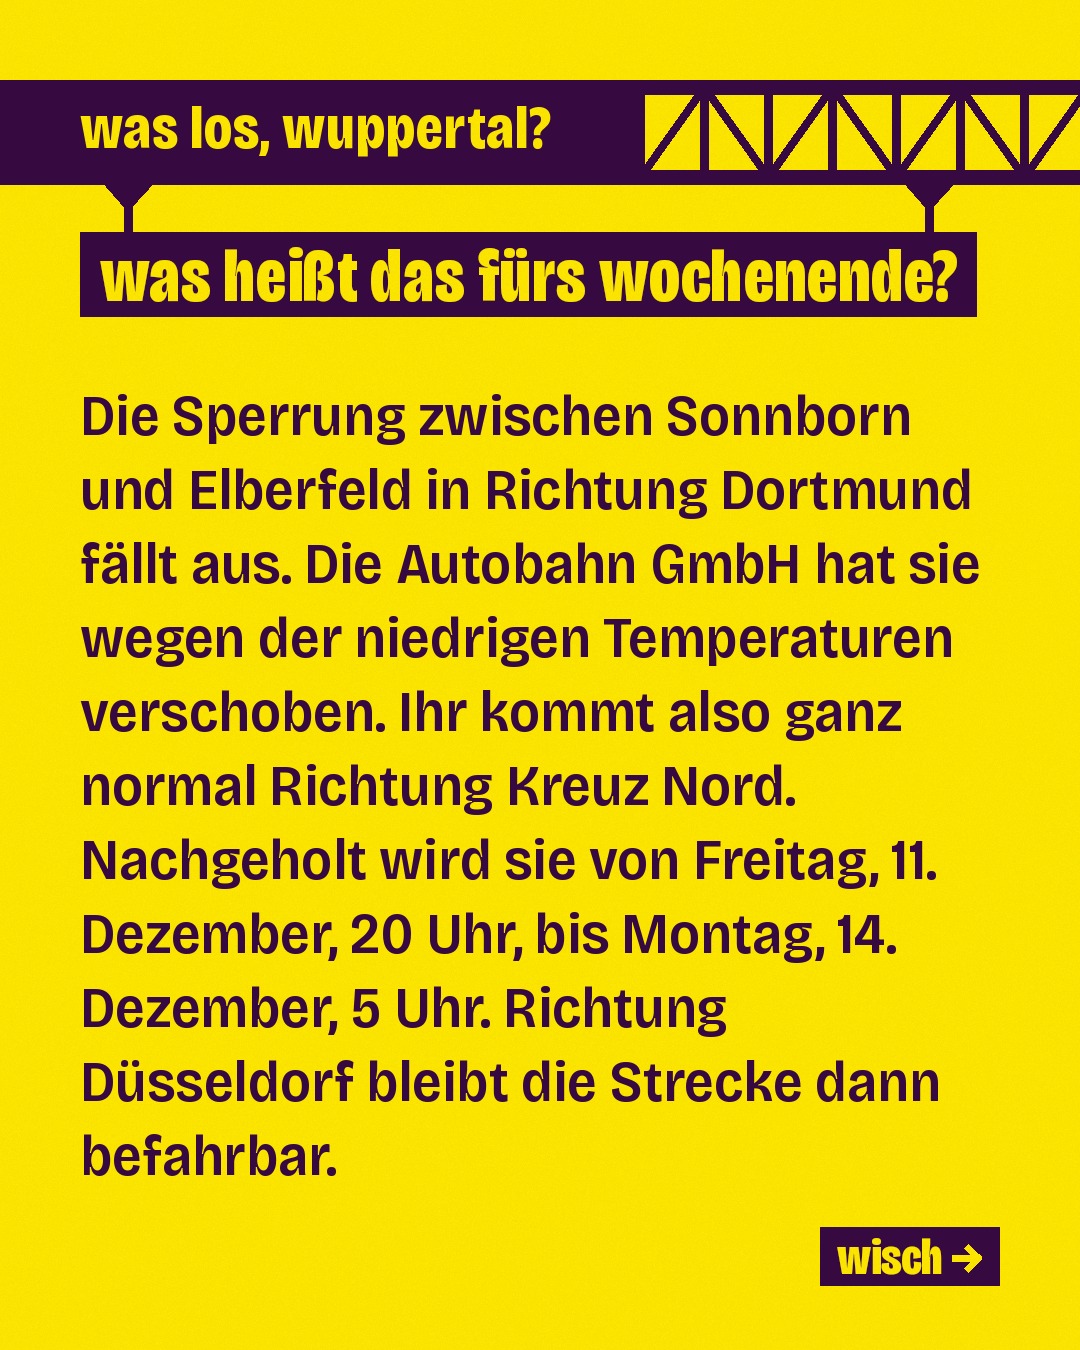 was los, wuppertal?
was heißt das fürs wochenende?
Die Sperrung zwischen Sonnborn
und Elberfeld in Richtung Dortmund
fällt aus. Die Autobahn GmbH hat sie
wegen der niedrigen Temperaturen
verschoben. Ihr kommt also ganz
normal Richtung Kreuz Nord.
Nachgeholt wird sie von Freitag, 11.
Dezember, 20 Uhr, bis Montag, 14.
Dezember, 5 Uhr. Richtung
Düsseldorf bleibt die Strecke dann
befahrbar.
wisch →